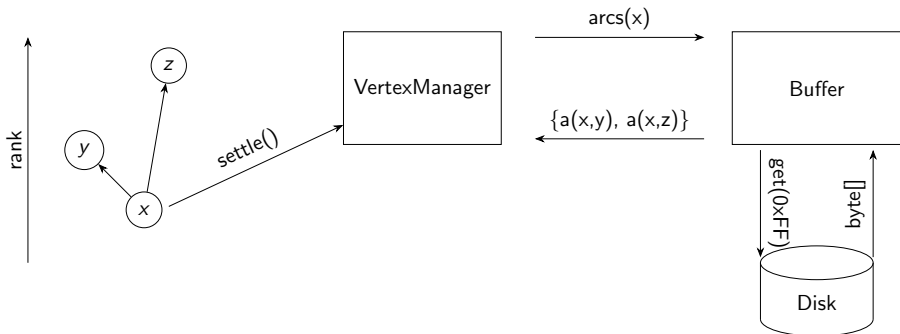 arcs(x)
z
VertexManager
Buffer
rank
y
settle()
{a(x,y), a(x,z)}
x
get(0xFF)
byte[]
Disk